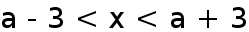 a - 3 < x < a + 3